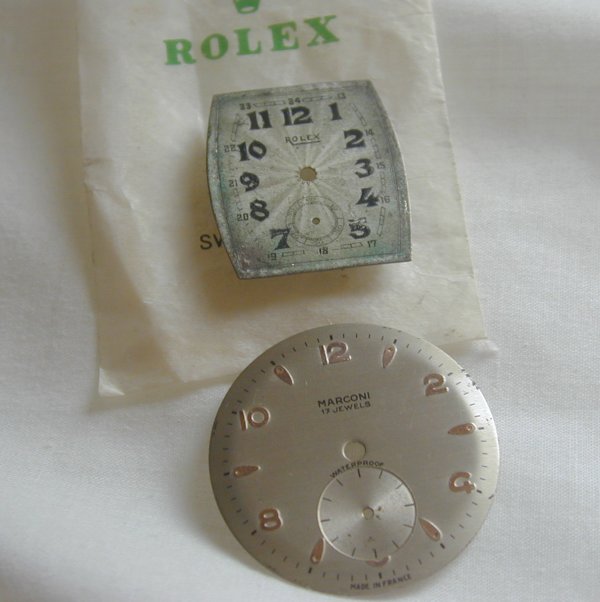 ROLEX
23 24 13
11 12 1
ROLEX
22 10 2 14
21 9 3 15
20 8 4 16
7 5
19 18 17
SW
12
2
MARCONI
17 JEWELS
10
WATERPROOF
8
MADE IN FRANCE